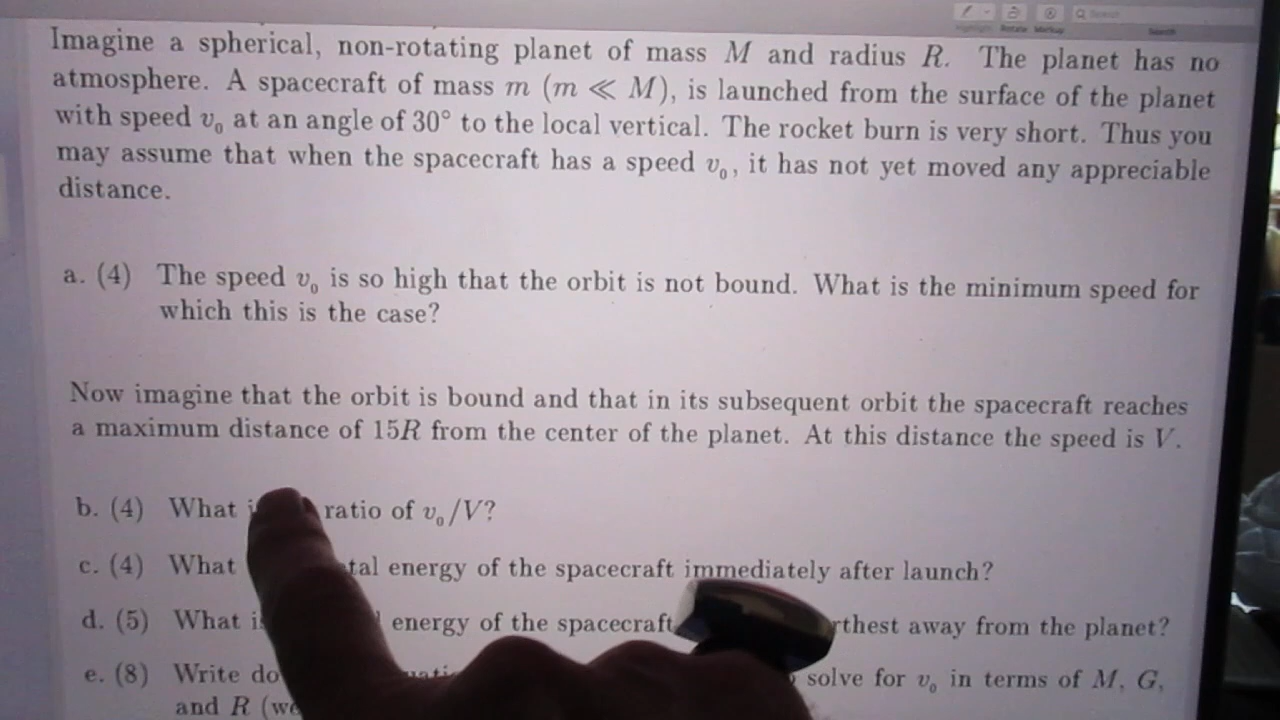 Search
Rotate Markup
Search
Imagine a spherical, non-rotating planet of mass M and radius R. The planet has no
atmosphere. A spacecraft of mass m (m ≪ M), is launched from the surface of the planet
with speed v₀ at an angle of 30° to the local vertical. The rocket burn is very short. Thus you
may assume that when the spacecraft has a speed v₀, it has not yet moved any appreciable
distance.
a. (4) The speed v₀ is so high that the orbit is not bound. What is the minimum speed for
which this is the case?
Now imagine that the orbit is bound and that in its subsequent orbit the spacecraft reaches
a maximum distance of 15R from the center of the planet. At this distance the speed is V.
b. (4) What ratio of v₀/V?
c. (4) What energy of the spacecraft immediately after launch?
d. (5) What energy of the spacecraft away from the planet?
e. (8) Write solve for v₀ in terms of M, G,
and R